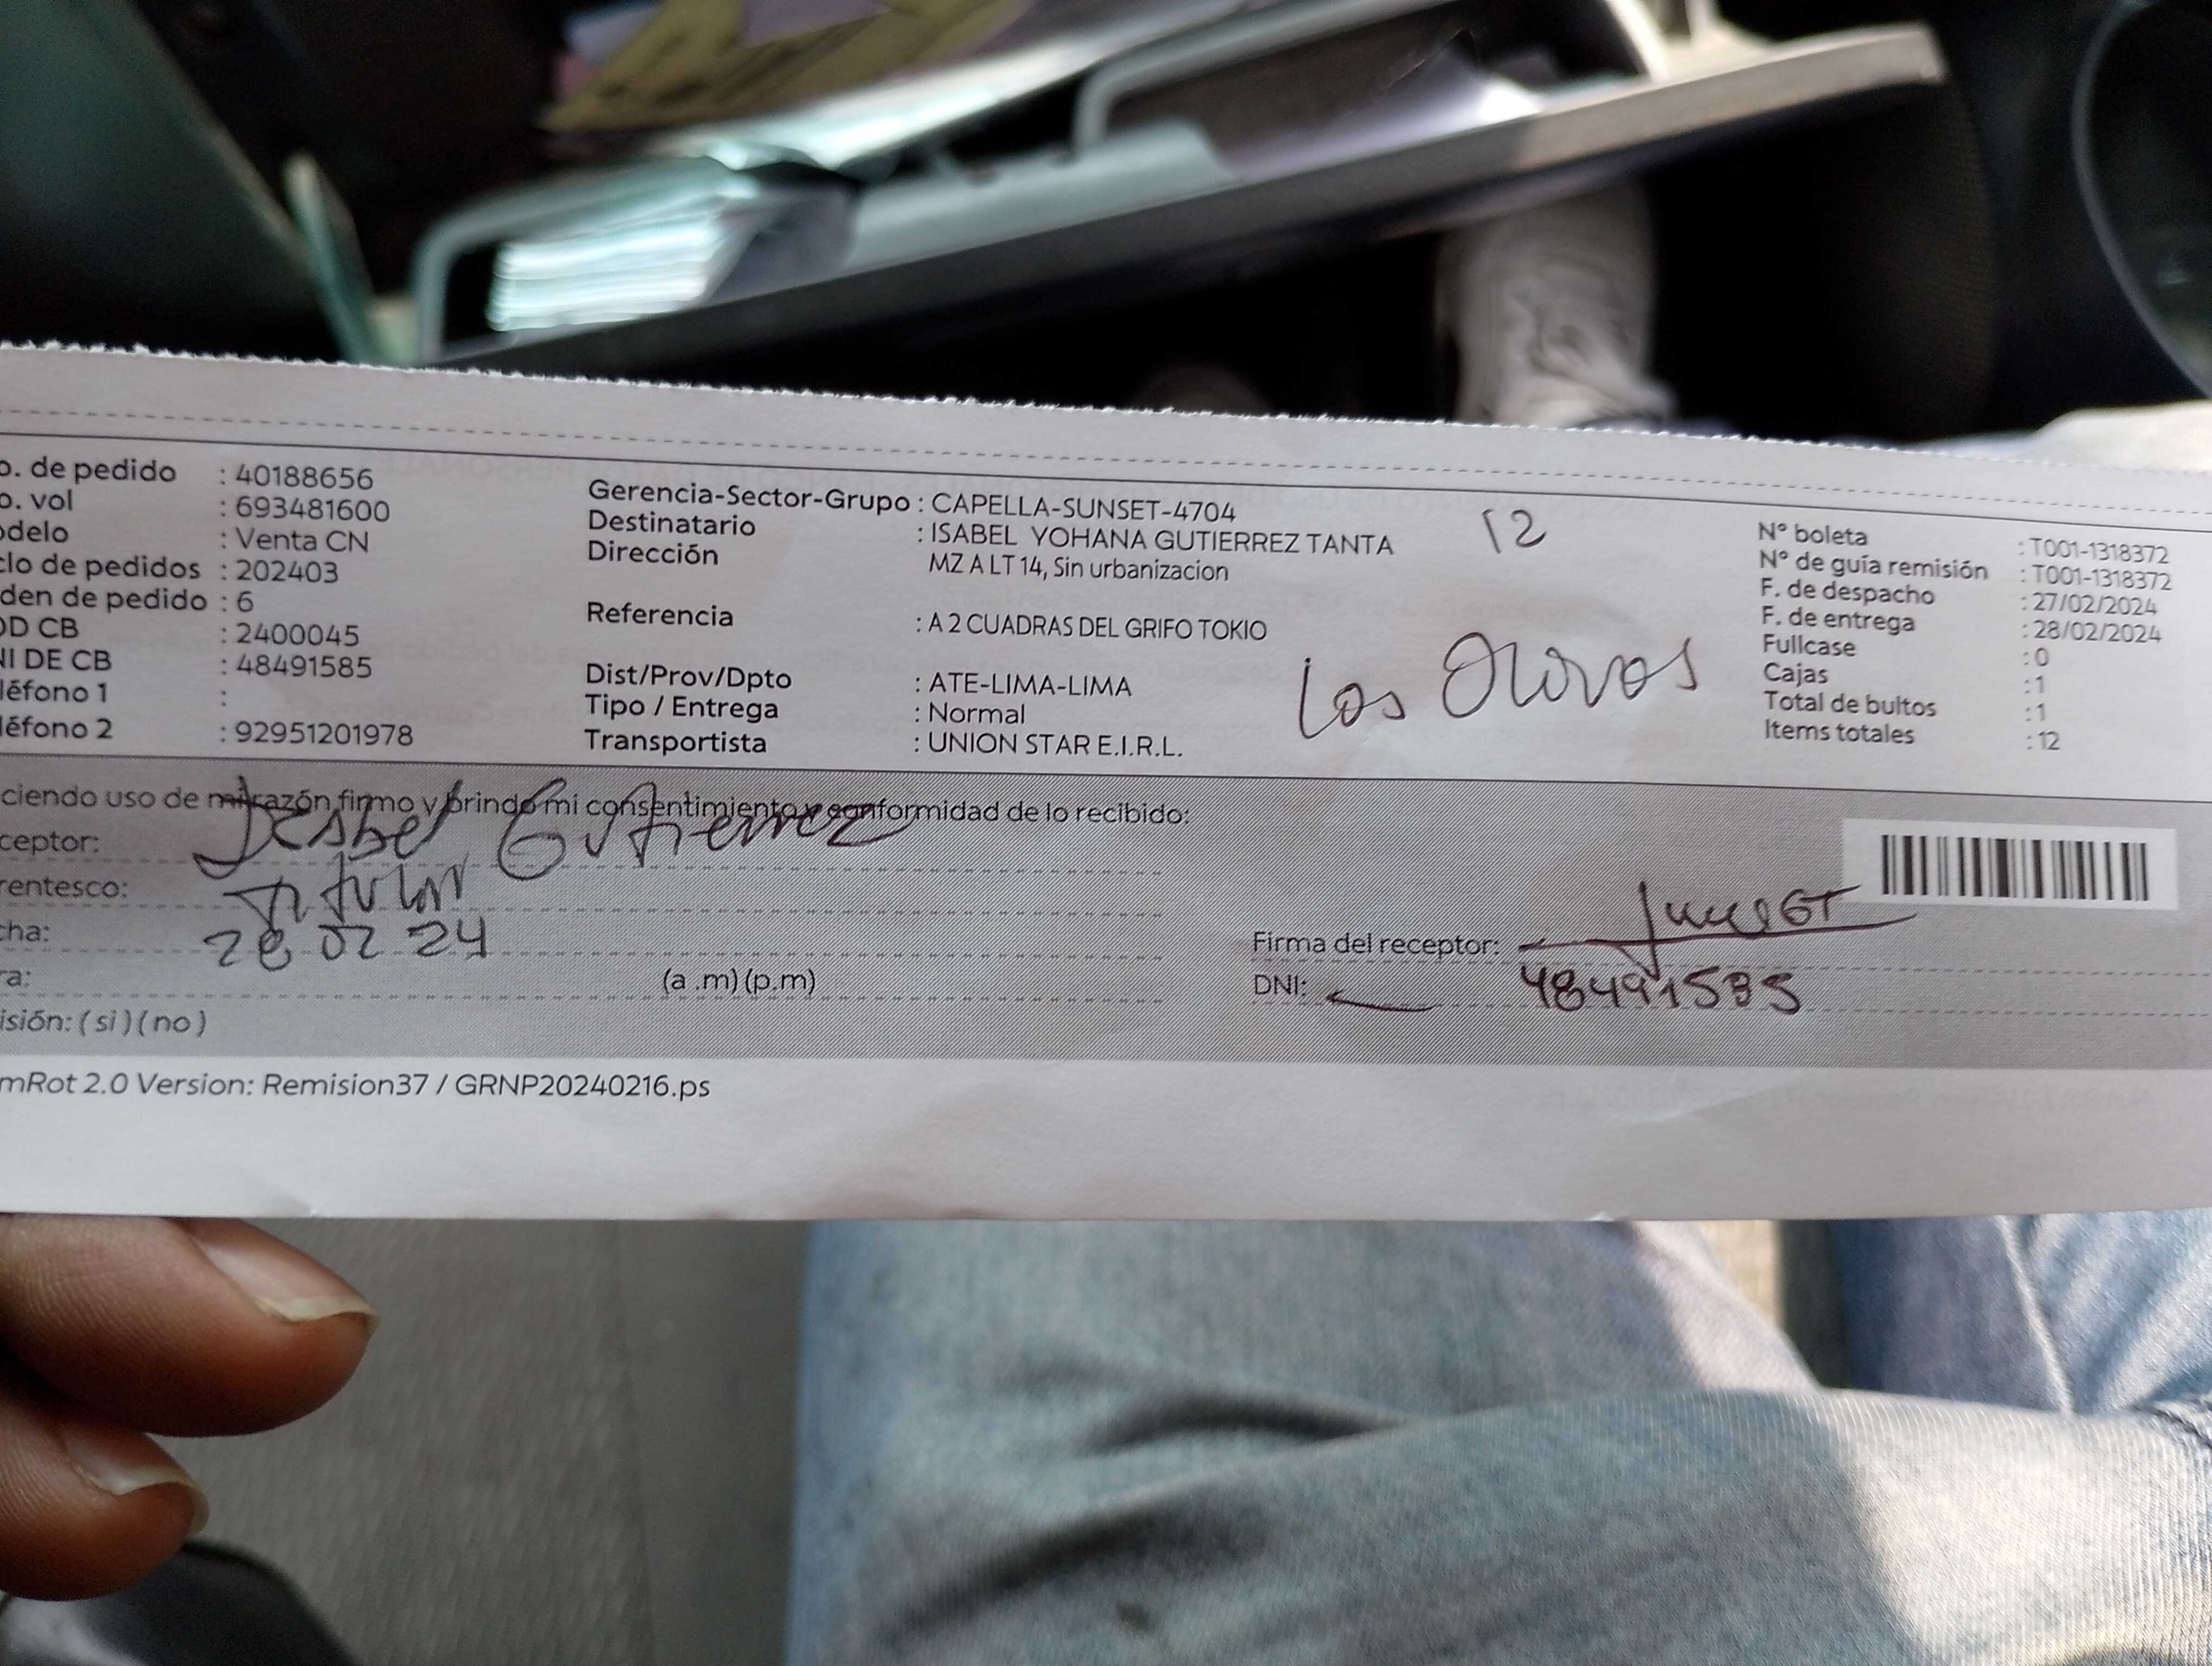 o. de pedido : 40188656
o. vol : 693481600
odelo : Venta CN
clo de pedidos : 202403
den de pedido : 6
OD CB : 2400045
NI DE CB : 48491585
léfono 1 :
léfono 2 : 92951201978
Gerencia-Sector-Grupo : CAPELLA-SUNSET-4704
Destinatario : ISABEL YOHANA GUTIERREZ TANTA
Dirección MZ A LT 14, Sin urbanizacion
Referencia : A 2 CUADRAS DEL GRIFO TOKIO
Dist/Prov/Dpto : ATE-LIMA-LIMA
Tipo / Entrega : Normal
Transportista : UNION STAR E.I.R.L.
12
Los Olivos
N° boleta : T001-1318372
N° de guía remisión : T001-1318372
F. de despacho : 27/02/2024
F. de entrega : 28/02/2024
Fullcase : 0
Cajas : 1
Total de bultos : 1
Items totales : 12
ciendo uso de mi razón, firmo y brindo mi consentimiento y conformidad de lo recibido:
ceptor: Isabel Gutierrez
rentesco: Titular
cha: 28 02 24
ra: (a .m) (p.m)
isión: ( si ) ( no )
Firma del receptor:
DNI: 48491585
mRot 2.0 Version: Remision37 / GRNP20240216.ps